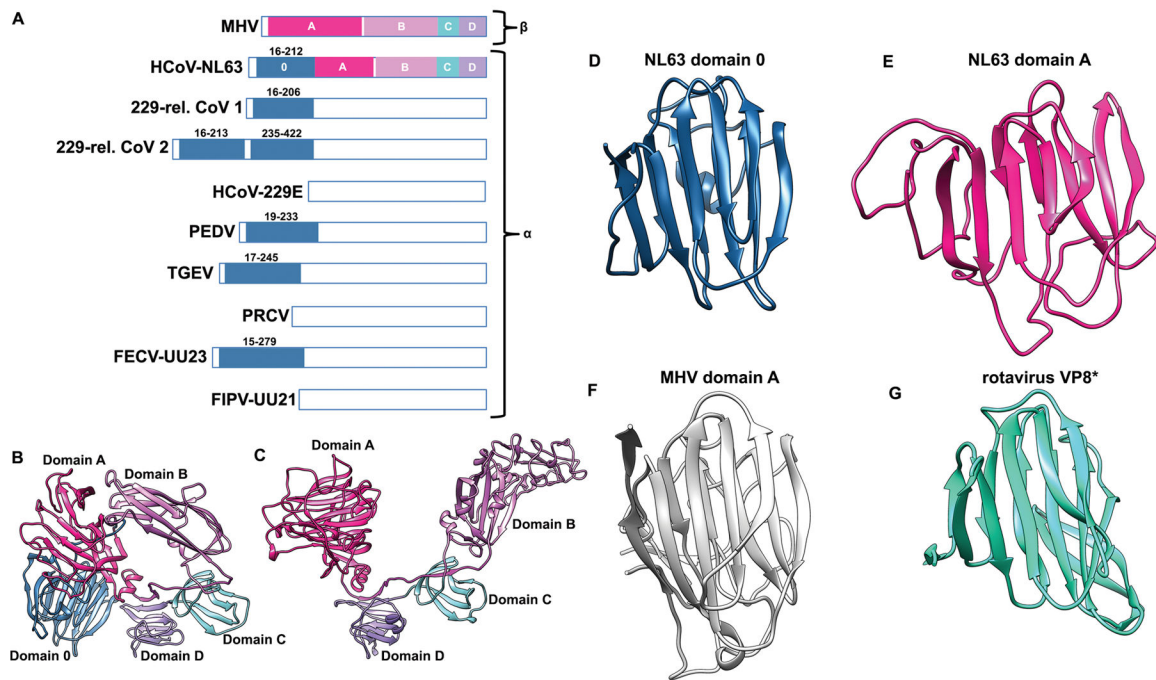 A
MHV
A
B
C
D
β
16-212
HCoV-NL63
0
A
B
C
D
16-206
229-rel. CoV 1
16-213
235-422
229-rel. CoV 2
HCoV-229E
19-233
PEDV
α
17-245
TGEV
PRCV
15-279
FECV-UU23
FIPV-UU21
B
Domain A
Domain B
Domain C
Domain 0
Domain D
C
Domain A
Domain B
Domain C
Domain D
D
NL63 domain 0
E
NL63 domain A
F
MHV domain A
G
rotavirus VP8*